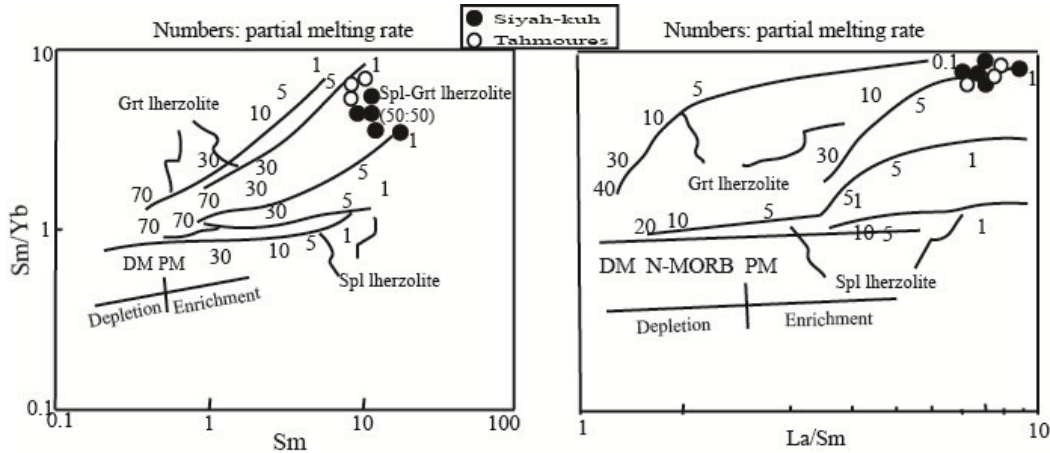 Numbers: partial melting rate
Siyah-kuh
Tahmoures
Numbers: partial melting rate
10
1
1
5
5
10
Grt lherzolite
Spl-Grt lherzolite
(50:50)
30
30
1
70
70
30
5
1
1
70
70
30
5
30
10
5
1
DM PM
Spl lherzolite
Depletion
Enrichment
0.1
0.1
1
10
100
Sm/Yb
Sm
0.1
5
1
10
10
5
30
40
Grt lherzolite
30
5
1
20
10
5
5
1
10
5
1
DM N-MORB PM
Spl lherzolite
Depletion
Enrichment
1
10
La/Sm